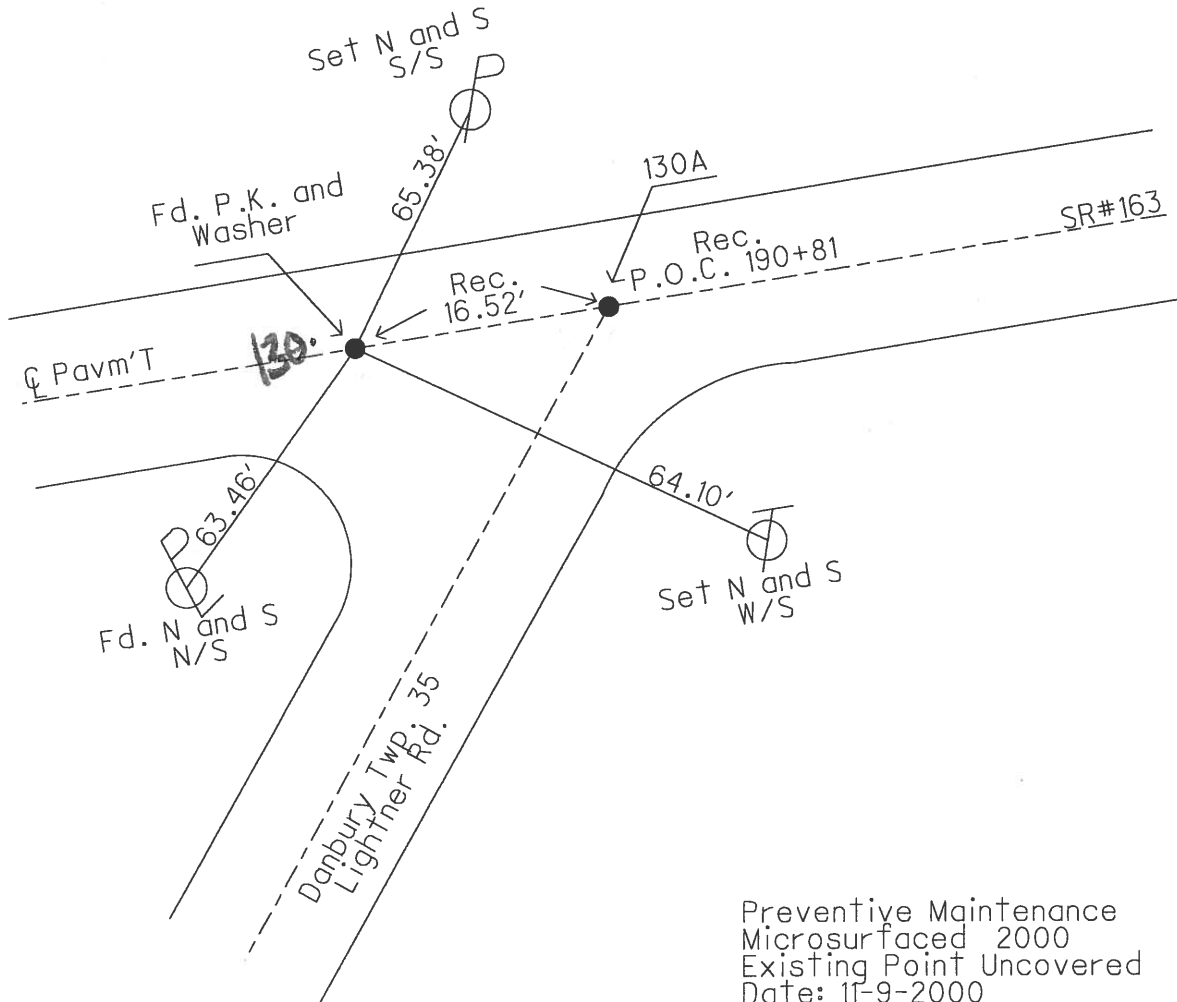 Set N and S
S/S
65.38'
130A
Fd. P.K. and
Washer
Rec.
P.O.C. 190+81
SR#163
Rec.
16.52'
130.
℄ Pavm'T
63.46'
64.10'
P
P
T
Set N and S
W/S
Fd. N and S
N/S
Danbury Twp. 35
Lightner Rd.
Preventive Maintenance
Microsurfaced 2000
Existing Point Uncovered
Date: 11-9-2000